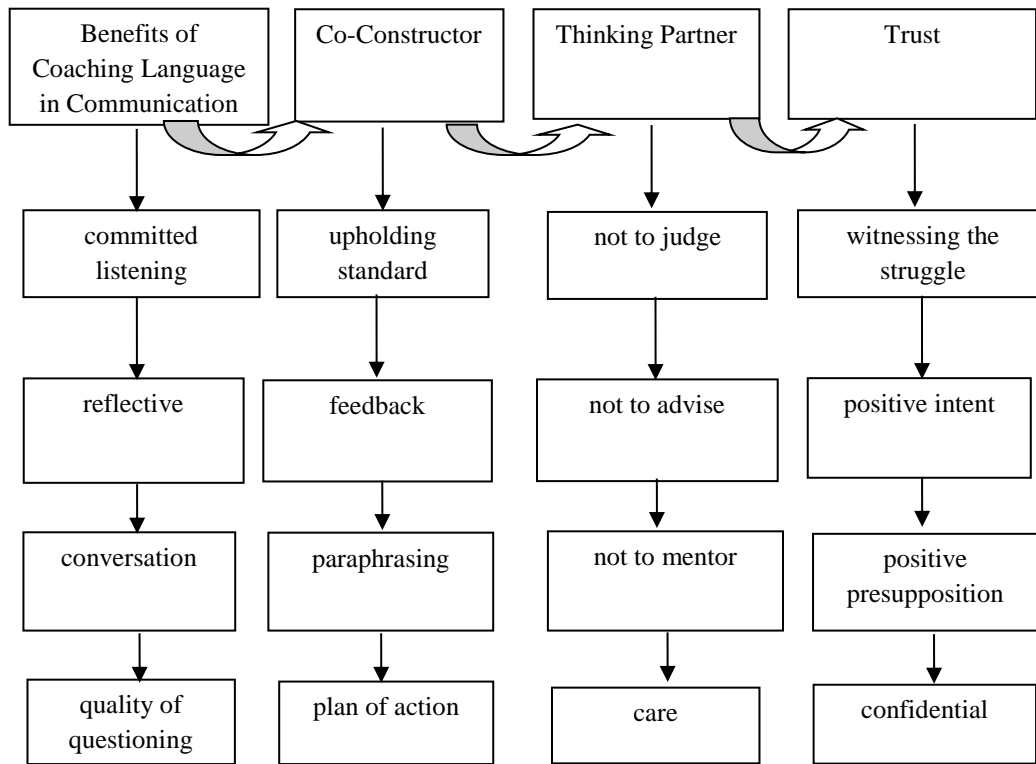 Benefits of
Coaching Language
in Communication
Co-Constructor
Thinking Partner
Trust
committed
listening
upholding
standard
not to judge
witnessing the
struggle
reflective
feedback
not to advise
positive intent
conversation
paraphrasing
not to mentor
positive
presupposition
quality of
questioning
plan of action
care
confidential